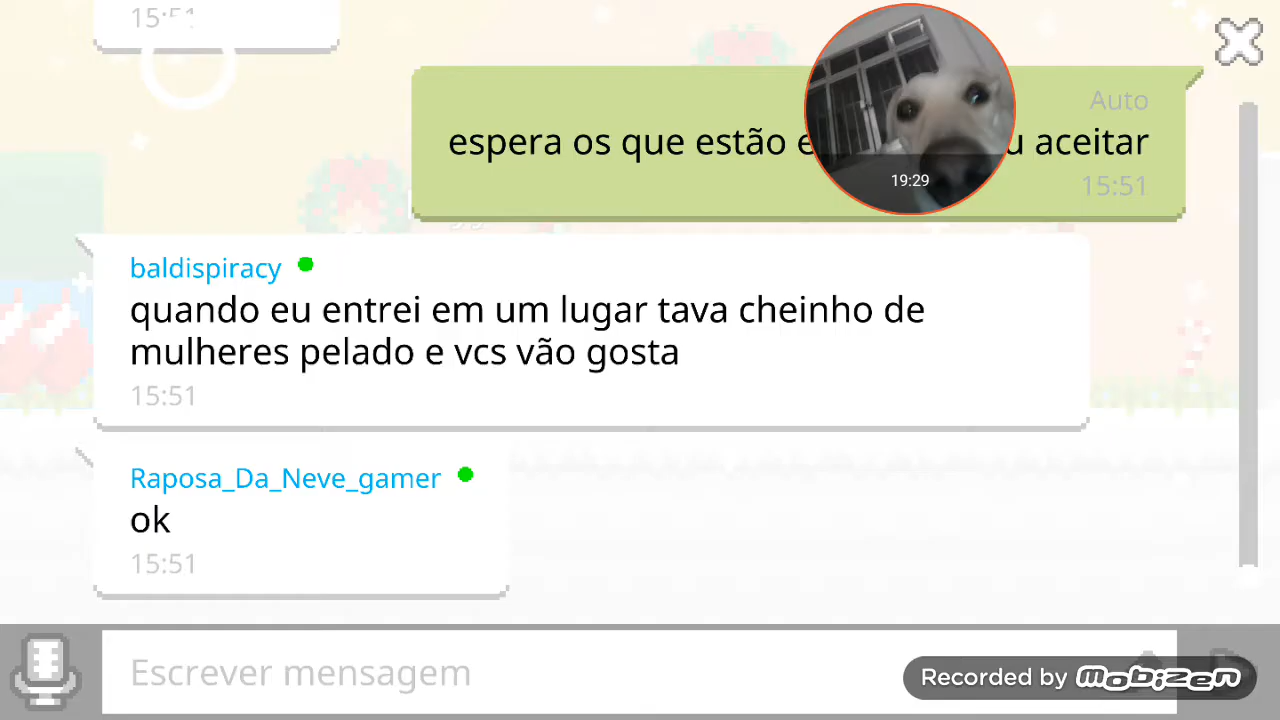 15:51
Auto
espera os que estão aceitar
15:51
19:29
baldispiracy
quando eu entrei em um lugar tava cheinho de
mulheres pelado e vcs vão gosta
15:51
Raposa_Da_Neve_gamer
ok
15:51
Escrever mensagem
Recorded by mobizen